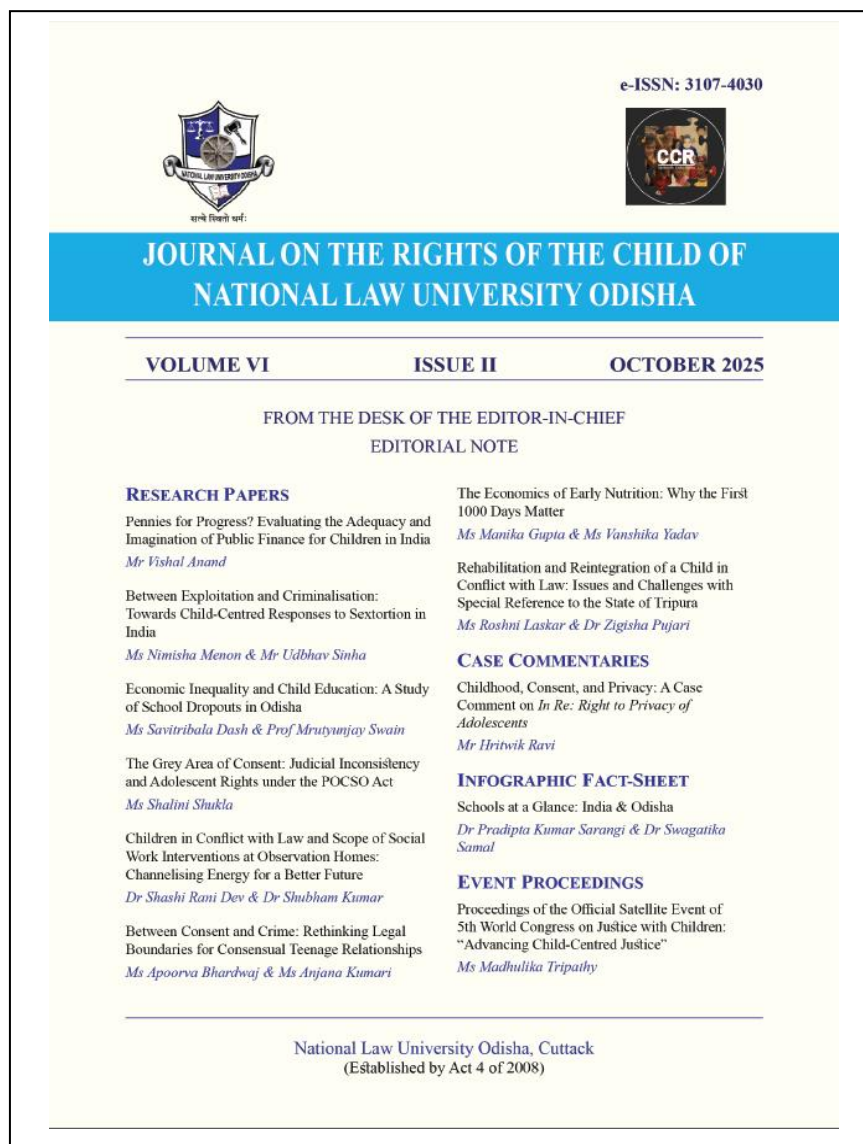 e-ISSN: 3107-4030
NATIONAL LAW UNIVERSITY ODISHA
सत्ये स्थितो धर्मः
CCR
JOURNAL ON THE RIGHTS OF THE CHILD OF
NATIONAL LAW UNIVERSITY ODISHA
VOLUME VI ISSUE II OCTOBER 2025
FROM THE DESK OF THE EDITOR-IN-CHIEF
EDITORIAL NOTE
RESEARCH PAPERS
Pennies for Progress? Evaluating the Adequacy and
Imagination of Public Finance for Children in India
Mr Vishal Anand
Between Exploitation and Criminalisation:
Towards Child-Centred Responses to Sextortion in
India
Ms Nimisha Menon & Mr Udbhav Sinha
Economic Inequality and Child Education: A Study
of School Dropouts in Odisha
Ms Savitribala Dash & Prof Mrutyunjay Swain
The Grey Area of Consent: Judicial Inconsistency
and Adolescent Rights under the POCSO Act
Ms Shalini Shukla
Children in Conflict with Law and Scope of Social
Work Interventions at Observation Homes:
Channelising Energy for a Better Future
Dr Shashi Rani Dev & Dr Shubham Kumar
Between Consent and Crime: Rethinking Legal
Boundaries for Consensual Teenage Relationships
Ms Apoorva Bhardwaj & Ms Anjana Kumari
The Economics of Early Nutrition: Why the First
1000 Days Matter
Ms Manika Gupta & Ms Vanshika Yadav
Rehabilitation and Reintegration of a Child in
Conflict with Law: Issues and Challenges with
Special Reference to the State of Tripura
Ms Roshni Laskar & Dr Zigisha Pujari
CASE COMMENTARIES
Childhood, Consent, and Privacy: A Case
Comment on In Re: Right to Privacy of
Adolescents
Mr Hritwik Ravi
INFOGRAPHIC FACT-SHEET
Schools at a Glance: India & Odisha
Dr Pradipta Kumar Sarangi & Dr Swagatika
Samal
EVENT PROCEEDINGS
Proceedings of the Official Satellite Event of
5th World Congress on Justice with Children:
“Advancing Child-Centred Justice”
Ms Madhulika Tripathy
National Law University Odisha, Cuttack
(Established by Act 4 of 2008)